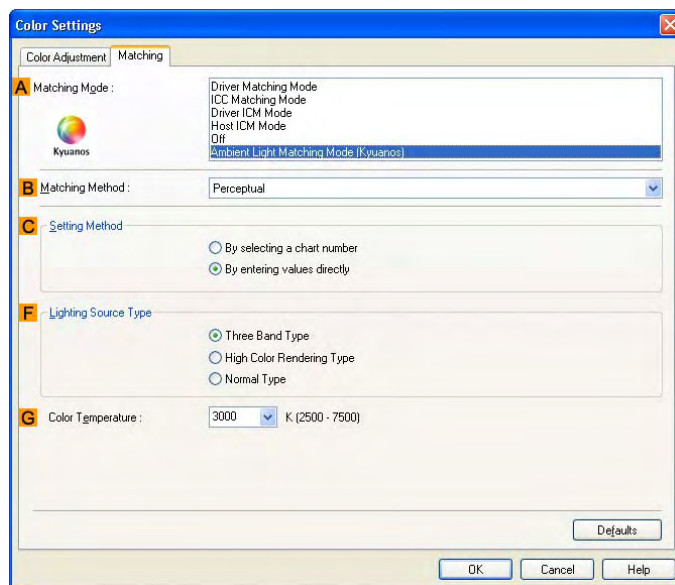 Color Settings
Color Adjustment Matching
A Matching Mode :
Driver Matching Mode
ICC Matching Mode
Driver ICM Mode
Host ICM Mode
Off
Ambient Light Matching Mode (Kyuanos)
Kyuanos
B Matching Method : Perceptual
C Setting Method
By selecting a chart number
By entering values directly
F Lighting Source Type
Three Band Type
High Color Rendering Type
Normal Type
G Color Temperature : 3000 K (2500 - 7500)
Defaults
OK Cancel Help